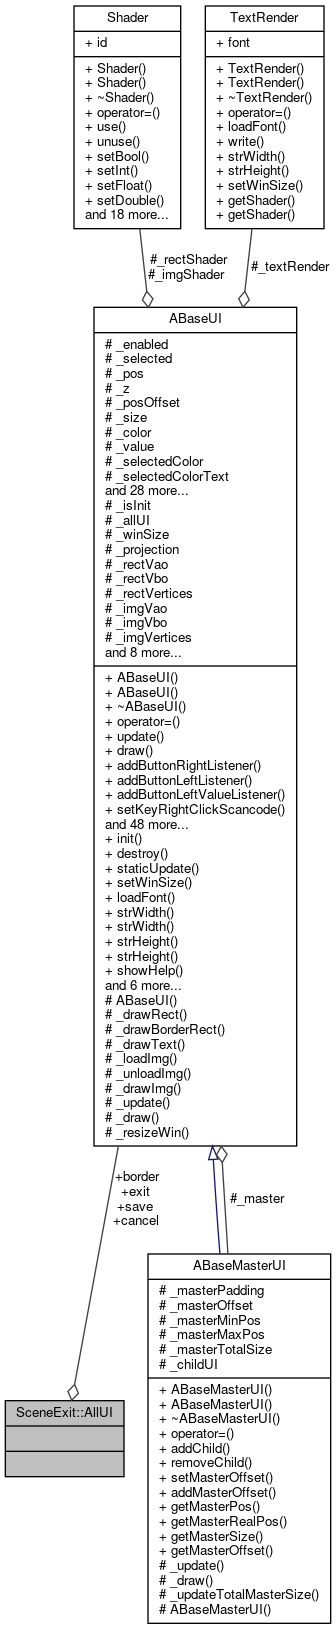 Shader
+ id
+ Shader()
+ Shader()
+ ~Shader()
+ operator=()
+ use()
+ unuse()
+ setBool()
+ setInt()
+ setFloat()
+ setDouble()
and 18 more...
TextRender
+ font
+ TextRender()
+ TextRender()
+ ~TextRender()
+ operator=()
+ loadFont()
+ write()
+ strWidth()
+ strHeight()
+ setWinSize()
+ getShader()
+ getShader()
#_rectShader
#_imgShader
#_textRender
ABaseUI
# _enabled
# _selected
# _pos
# _z
# _posOffset
# _size
# _color
# _value
# _selectedColor
# _selectedColorText
and 28 more...
# _isInit
# _allUI
# _winSize
# _projection
# _rectVao
# _rectVbo
# _rectVertices
# _imgVao
# _imgVbo
# _imgVertices
and 8 more...
+ ABaseUI()
+ ABaseUI()
+ ~ABaseUI()
+ operator=()
+ update()
+ draw()
+ addButtonRightListener()
+ addButtonLeftListener()
+ addButtonLeftValueListener()
+ setKeyRightClickScancode()
and 48 more...
+ init()
+ destroy()
+ staticUpdate()
+ setWinSize()
+ loadFont()
+ strWidth()
+ strWidth()
+ strHeight()
+ strHeight()
+ showHelp()
and 6 more...
# ABaseUI()
# _drawRect()
# _drawBorderRect()
# _drawText()
# _loadImg()
# _unloadImg()
# _drawImg()
# _update()
# _draw()
# _resizeWin()
+border
+exit
+save
+cancel
#_master
ABaseMasterUI
# _masterPadding
# _masterOffset
# _masterMinPos
# _masterMaxPos
# _masterTotalSize
# _childUI
+ ABaseMasterUI()
+ ABaseMasterUI()
+ ~ABaseMasterUI()
+ operator=()
+ addChild()
+ removeChild()
+ setMasterOffset()
+ addMasterOffset()
+ getMasterPos()
+ getMasterRealPos()
+ getMasterSize()
+ getMasterOffset()
# _update()
# _draw()
# _updateTotalMasterSize()
# ABaseMasterUI()
SceneExit::AllUI